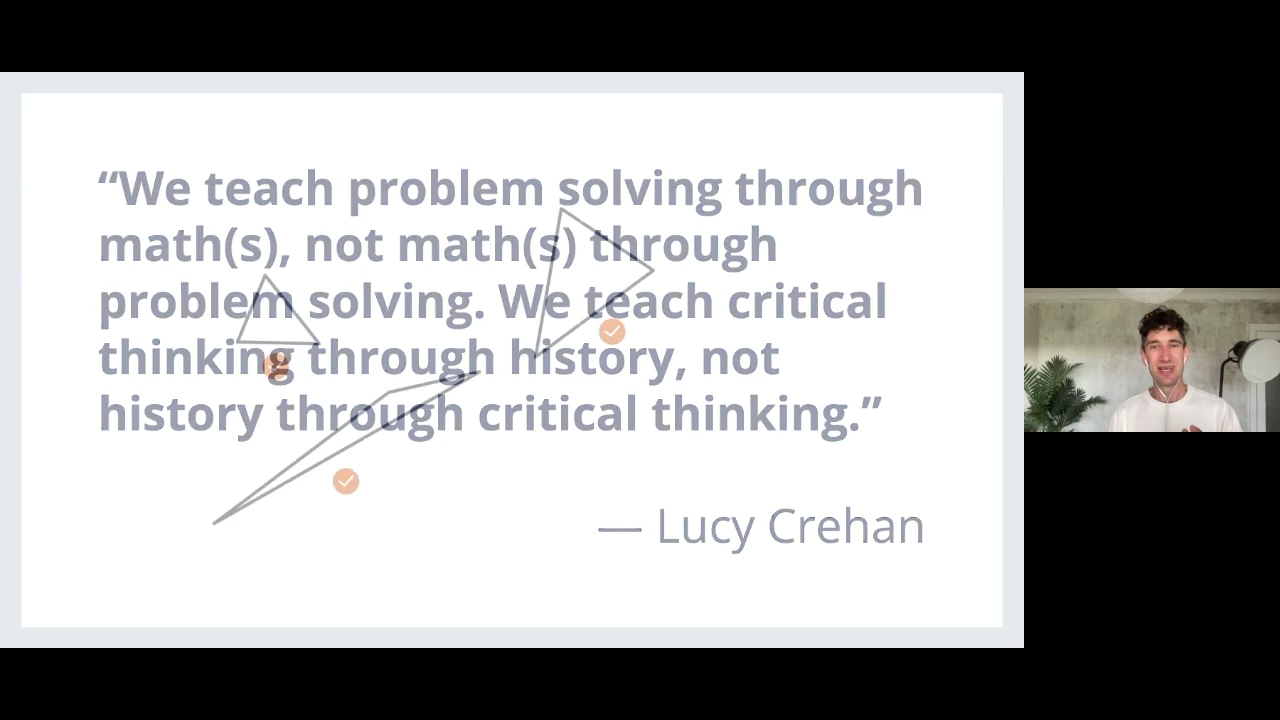 “We teach problem solving through
math(s), not math(s) through
problem solving. We teach critical
thinking through history, not
history through critical thinking.”
— Lucy Crehan